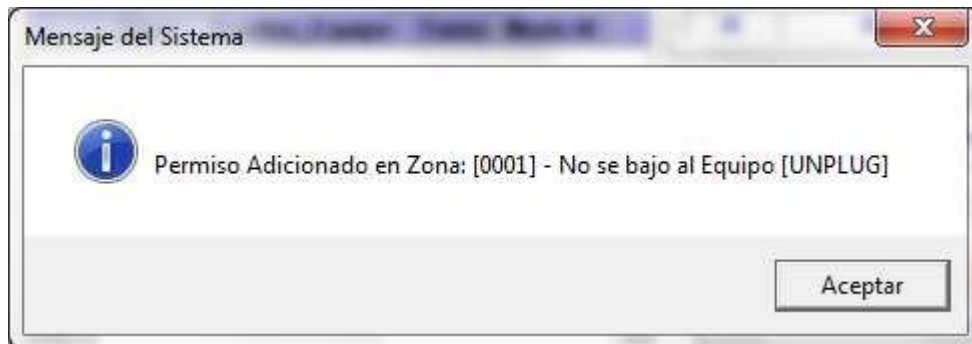 Mensaje del Sistema
Permiso Adicionado en Zona: [0001] - No se bajo al Equipo [UNPLUG]
Aceptar